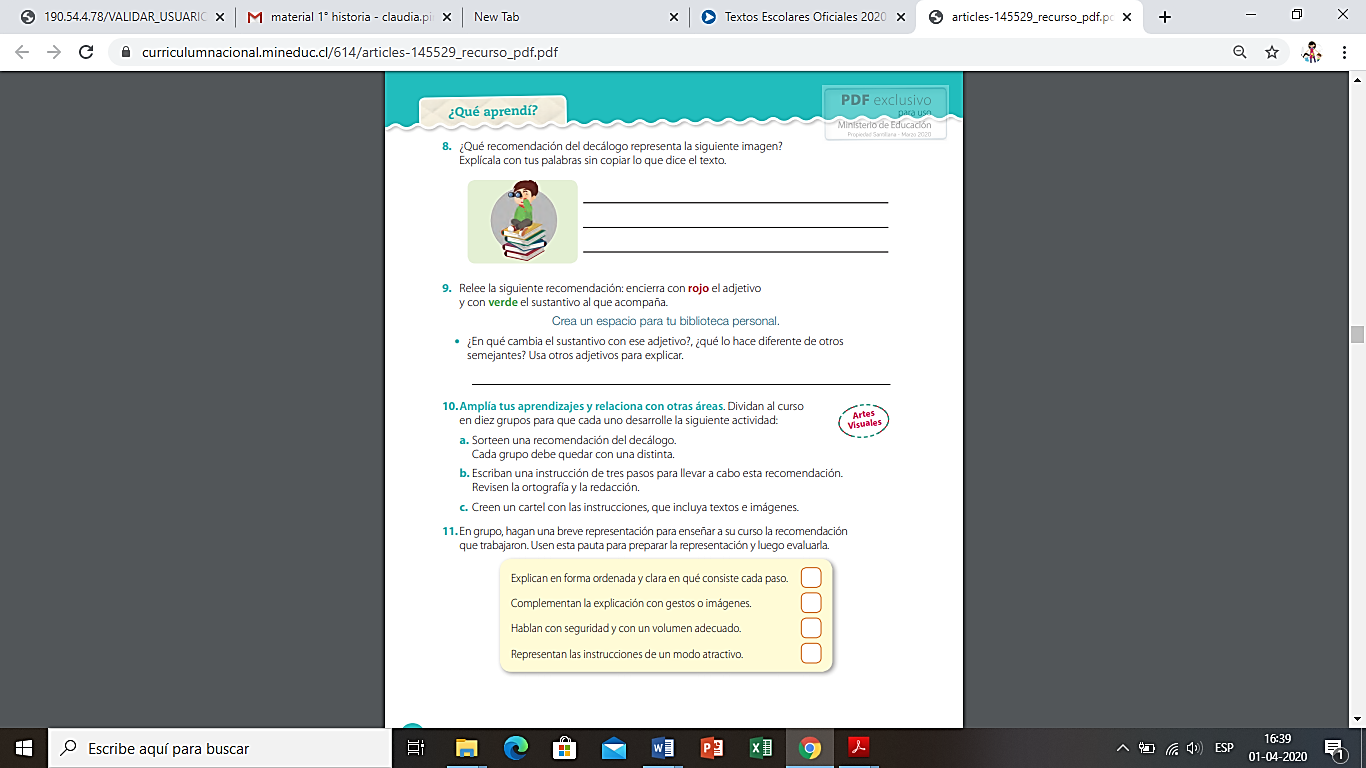 190.54.4.78/VALIDAR_USUARIO
material 1° historia - claudia.pi
New Tab
Textos Escolares Oficiales 2020
articles-145529_recurso_pdf.pd
curriculumnacional.mineduc.cl/614/articles-145529_recurso_pdf.pdf
¿Qué aprendí?
PDF exclusivo
para uso
Ministerio de Educación
Propiedad Santillana - Marzo 2020
8. ¿Qué recomendación del decálogo representa la siguiente imagen?
Explícala con tus palabras sin copiar lo que dice el texto.
9. Relee la siguiente recomendación: encierra con rojo el adjetivo
y con verde el sustantivo al que acompaña.
Crea un espacio para tu biblioteca personal.
• ¿En qué cambia el sustantivo con ese adjetivo?, ¿qué lo hace diferente de otros
semejantes? Usa otros adjetivos para explicar.
10. Amplía tus aprendizajes y relaciona con otras áreas. Dividan al curso
en diez grupos para que cada uno desarrolle la siguiente actividad:
Artes
Visuales
a. Sorteen una recomendación del decálogo.
Cada grupo debe quedar con una distinta.
b. Escriban una instrucción de tres pasos para llevar a cabo esta recomendación.
Revisen la ortografía y la redacción.
c. Creen un cartel con las instrucciones, que incluya textos e imágenes.
11. En grupo, hagan una breve representación para enseñar a su curso la recomendación
que trabajaron. Usen esta pauta para preparar la representación y luego evaluarla.
Explican en forma ordenada y clara en qué consiste cada paso.
Complementan la explicación con gestos o imágenes.
Hablan con seguridad y con un volumen adecuado.
Representan las instrucciones de un modo atractivo.
Escribe aquí para buscar
ESP
16:39
01-04-2020
1